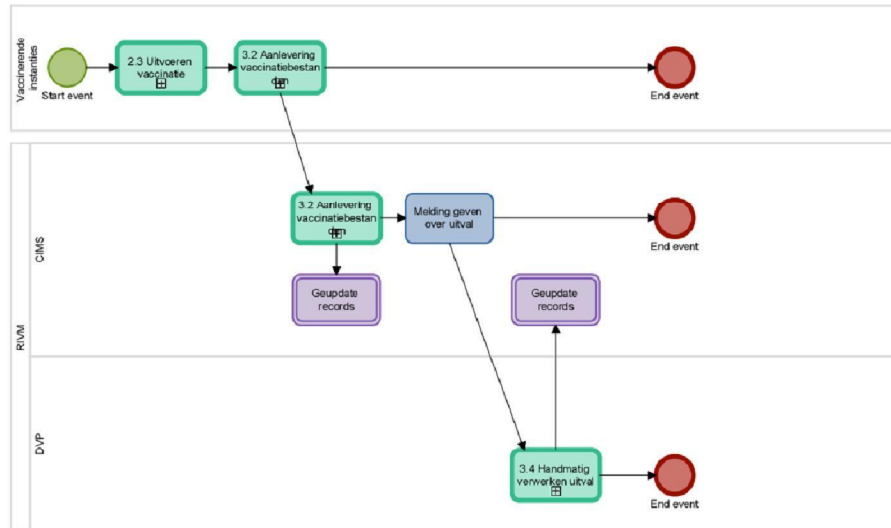 Vaccinerende
instanties
Start event
2.3 Uitvoeren
vaccinatie
3.2 Aanlevering
vaccinatiebestan
den
End event
RIVM
CIMS
3.2 Aanlevering
vaccinatiebestan
den
Melding geven
over uitval
End event
Geupdate
records
Geupdate
records
DVP
3.4 Handmatig
verwerken uitval
End event